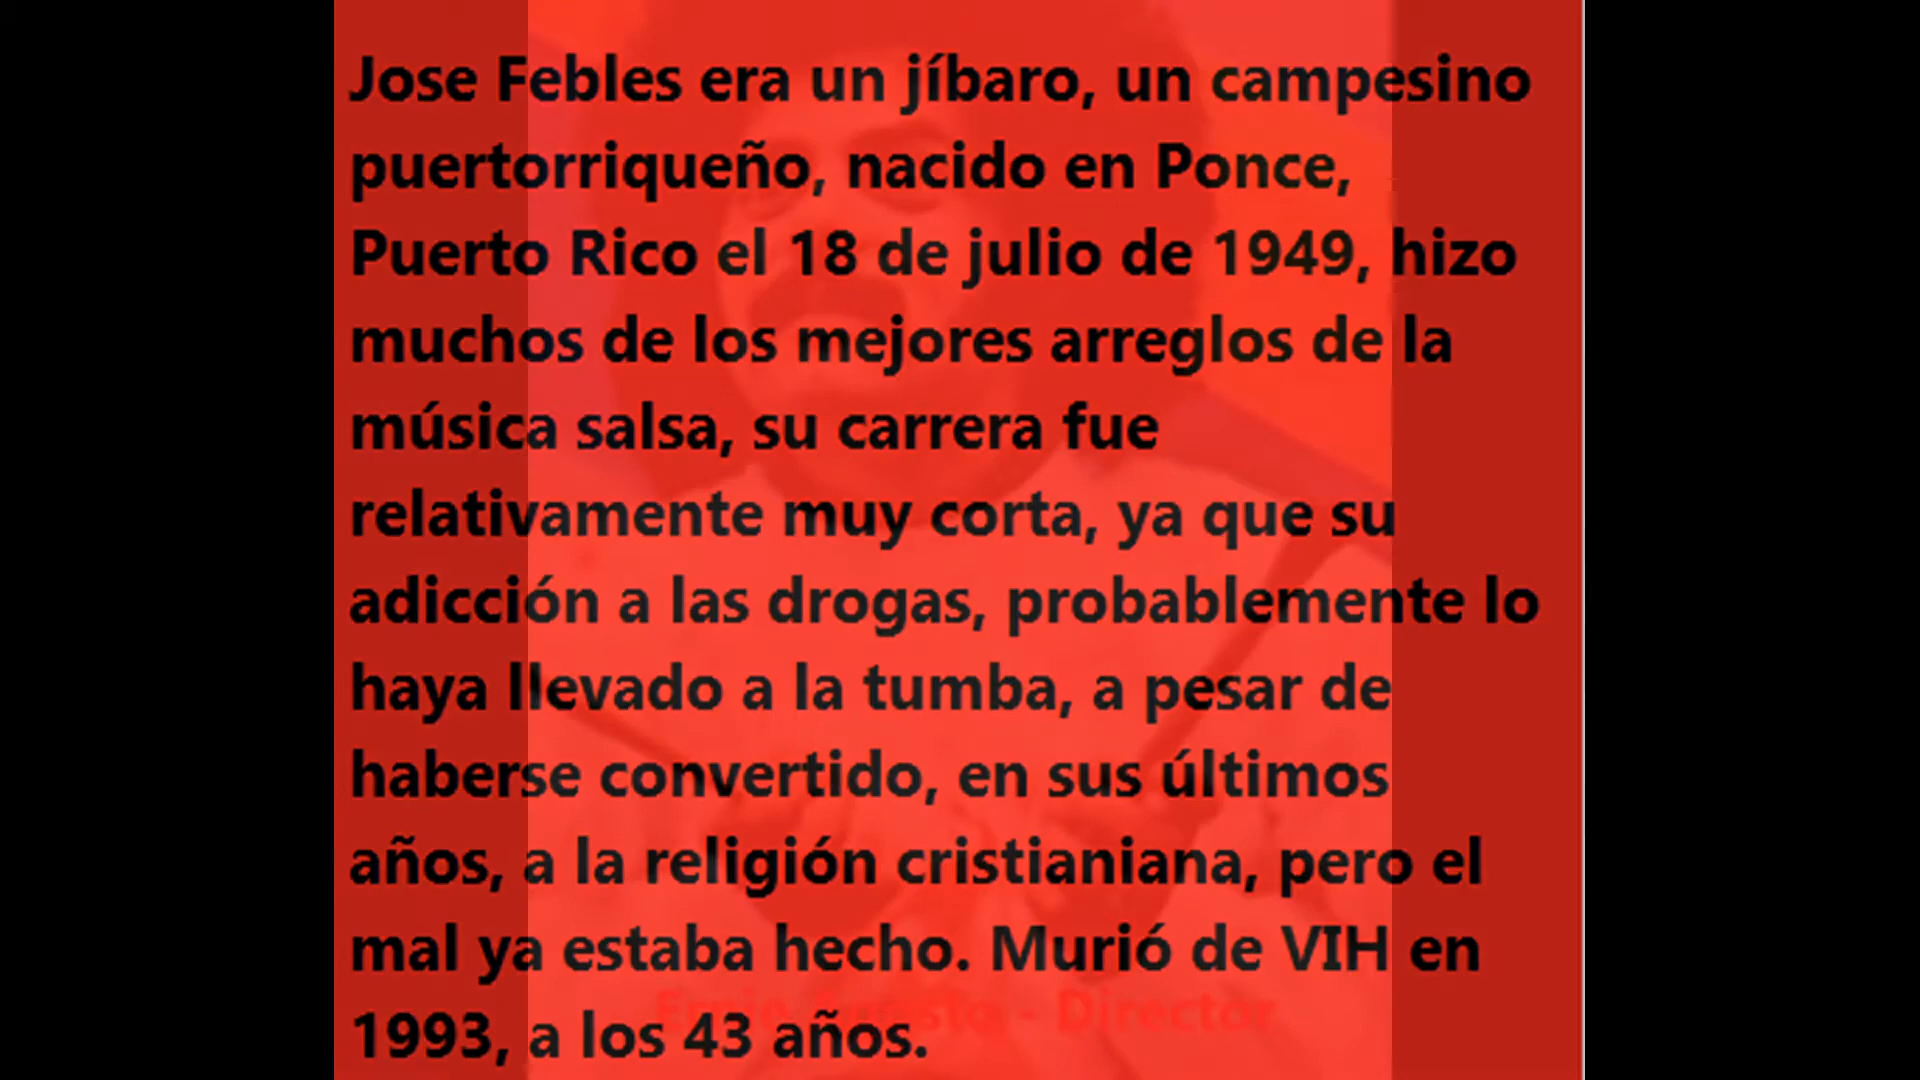 Jose Febles era un jíbaro, un campesino
puertorriqueño, nacido en Ponce,
Puerto Rico el 18 de julio de 1949, hizo
muchos de los mejores arreglos de la
música salsa, su carrera fue
relativamente muy corta, ya que su
adicción a las drogas, probablemente lo
haya llevado a la tumba, a pesar de
haberse convertido, en sus últimos
años, a la religión cristianiana, pero el
mal ya estaba hecho. Murió de VIH en
1993, a los 43 años.
- Director